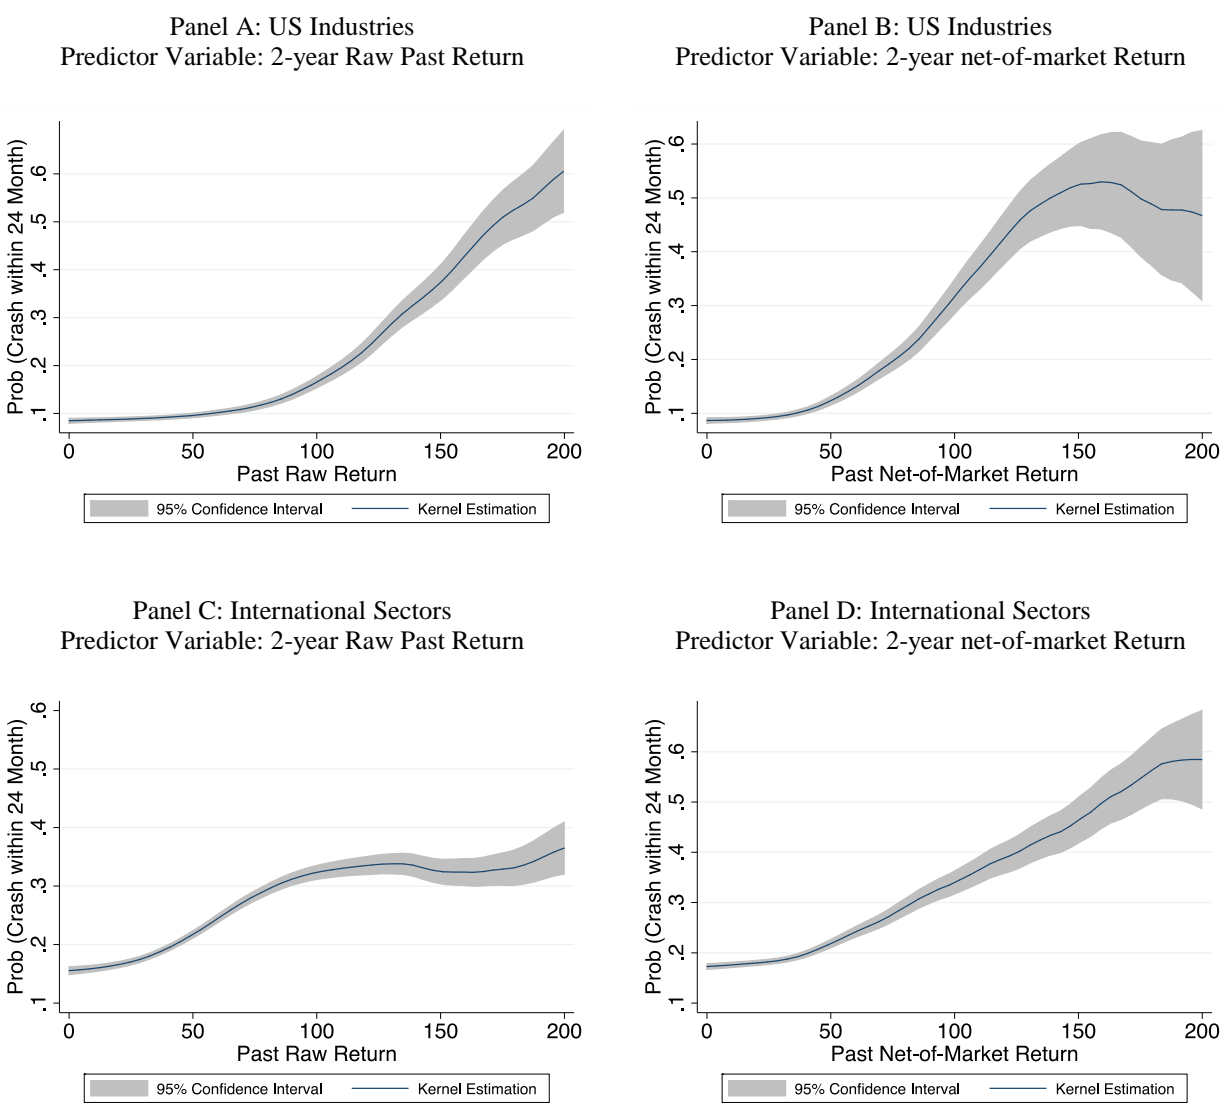 Panel A: US Industries
Predictor Variable: 2-year Raw Past Return
Prob (Crash within 24 Month)
.6
.5
.4
.3
.2
.1
0 50 100 150 200
Past Raw Return
95% Confidence Interval Kernel Estimation
Panel B: US Industries
Predictor Variable: 2-year net-of-market Return
Prob (Crash within 24 Month)
.6
.5
.4
.3
.2
.1
0 50 100 150 200
Past Net-of-Market Return
95% Confidence Interval Kernel Estimation
Panel C: International Sectors
Predictor Variable: 2-year Raw Past Return
Prob (Crash within 24 Month)
.6
.5
.4
.3
.2
.1
0 50 100 150 200
Past Raw Return
95% Confidence Interval Kernel Estimation
Panel D: International Sectors
Predictor Variable: 2-year net-of-market Return
Prob (Crash within 24 Month)
.6
.5
.4
.3
.2
.1
0 50 100 150 200
Past Net-of-Market Return
95% Confidence Interval Kernel Estimation